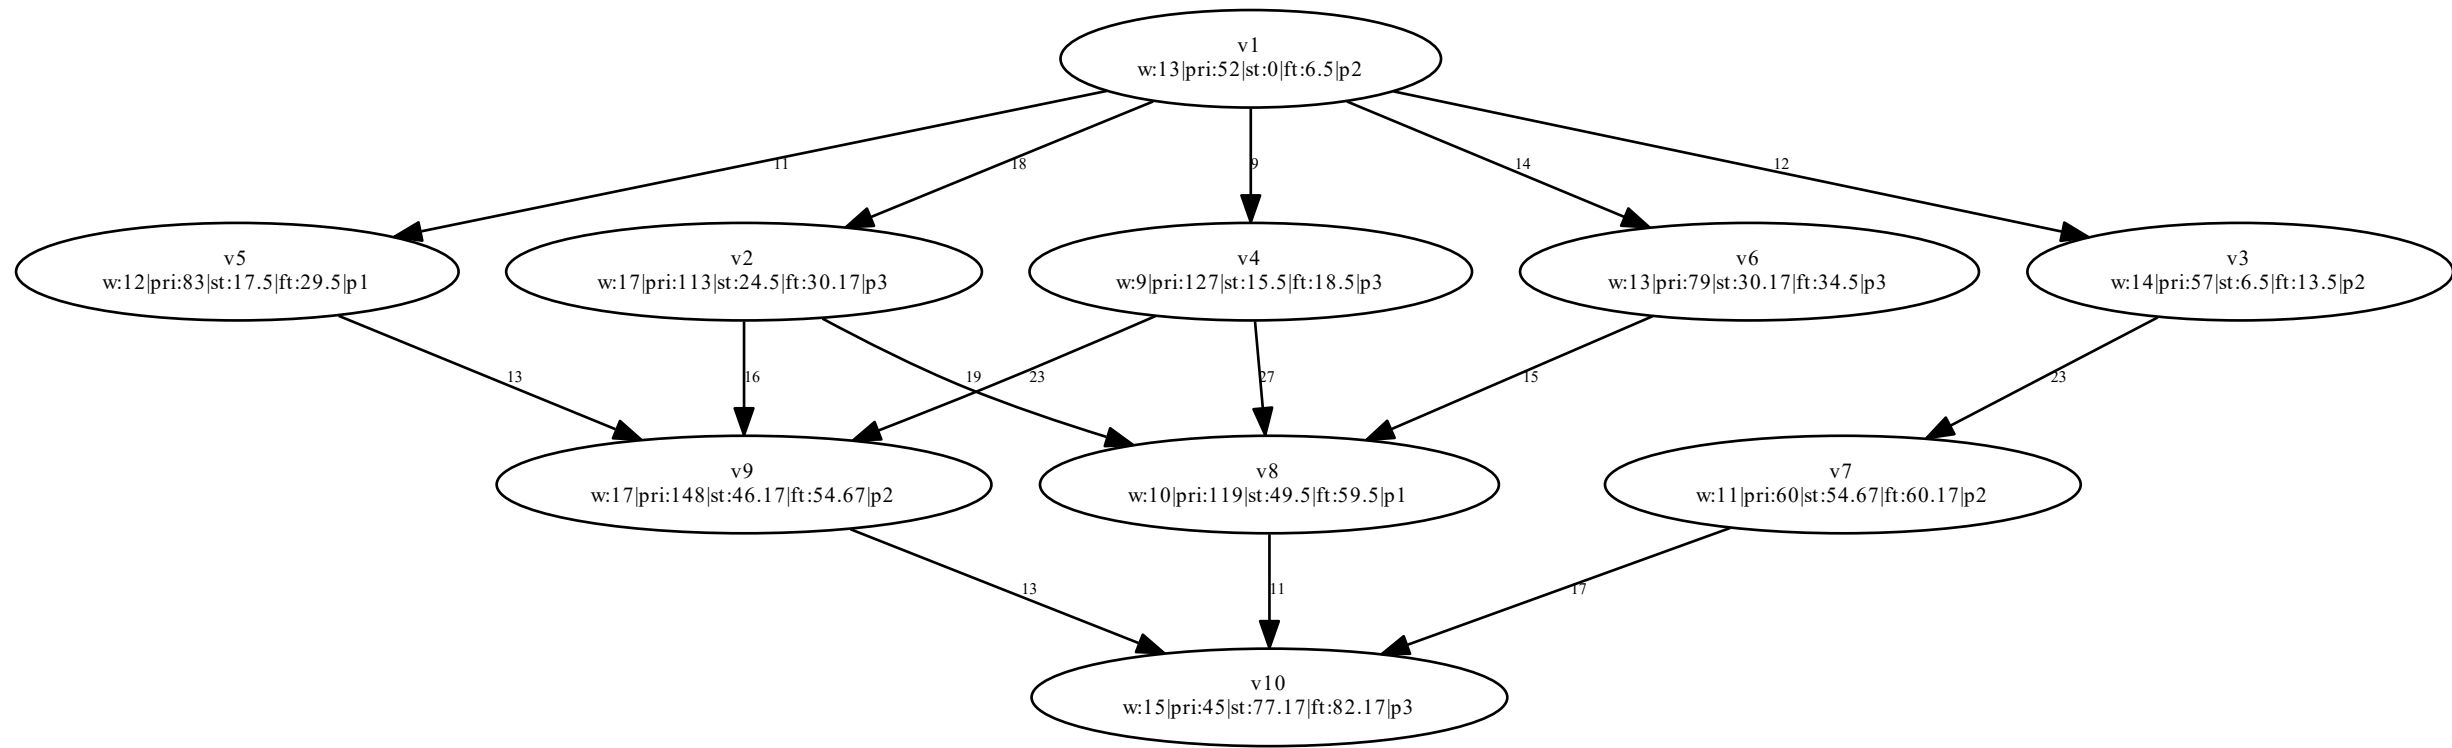 v1
w:13|pri:52|st:0|ft:6.5|p2
11
18
9
14
12
v5
w:12|pri:83|st:17.5|ft:29.5|p1
v2
w:17|pri:113|st:24.5|ft:30.17|p3
v4
w:9|pri:127|st:15.5|ft:18.5|p3
v6
w:13|pri:79|st:30.17|ft:34.5|p3
v3
w:14|pri:57|st:6.5|ft:13.5|p2
13
16
19
23
27
15
23
v9
w:17|pri:148|st:46.17|ft:54.67|p2
v8
w:10|pri:119|st:49.5|ft:59.5|p1
v7
w:11|pri:60|st:54.67|ft:60.17|p2
13
11
17
v10
w:15|pri:45|st:77.17|ft:82.17|p3